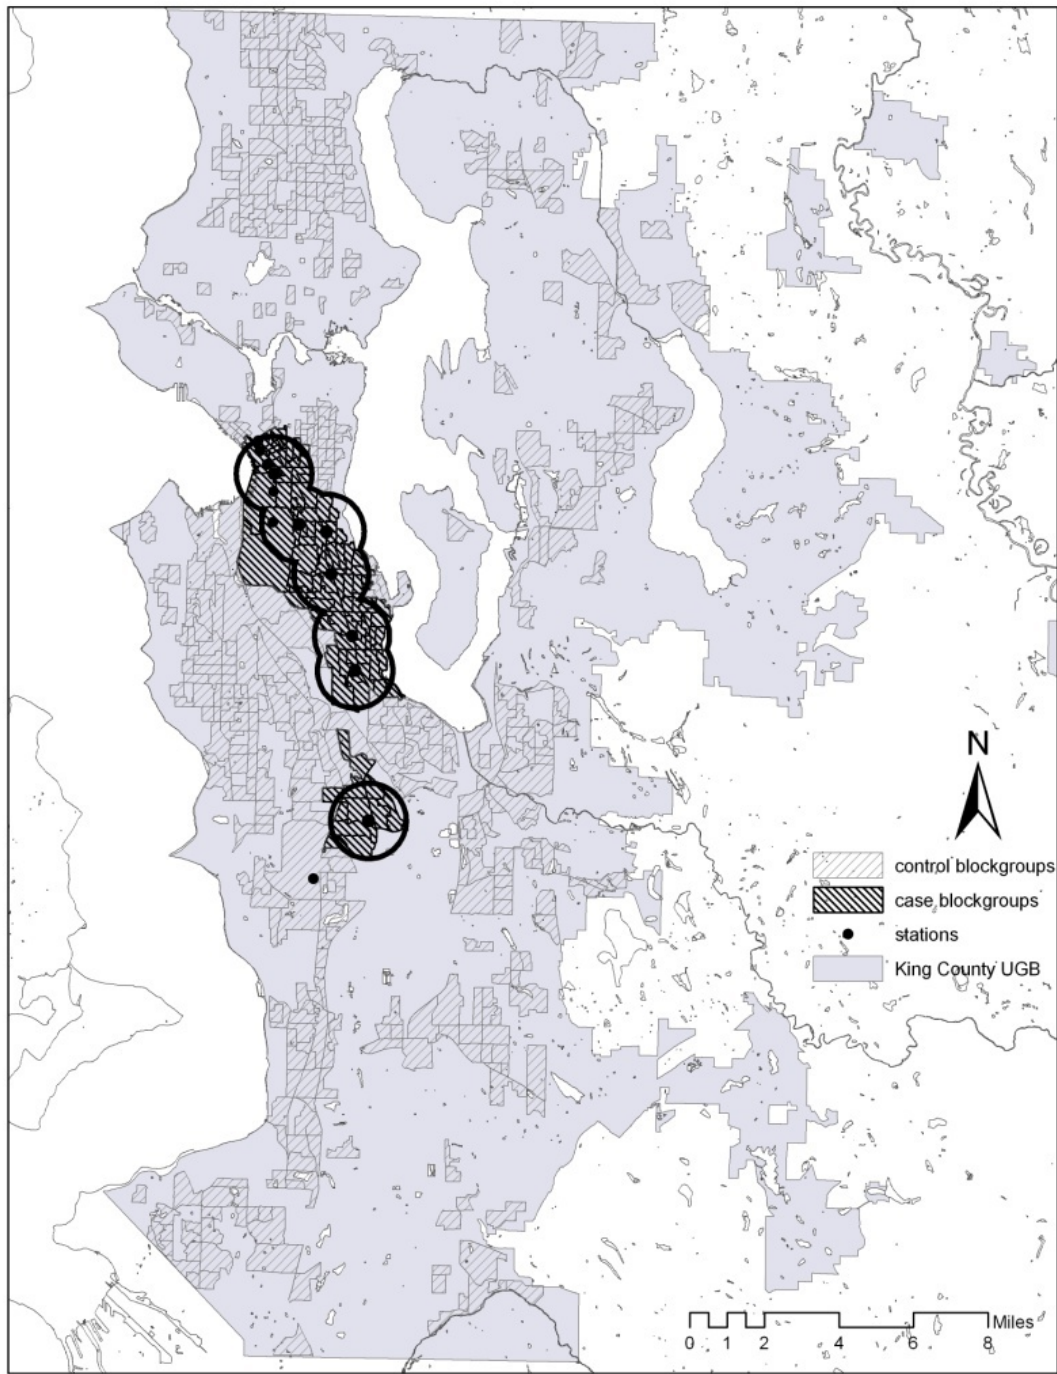 N
control blockgroups
case blockgroups
stations
King County UGB
Miles
0 1 2 4 6 8